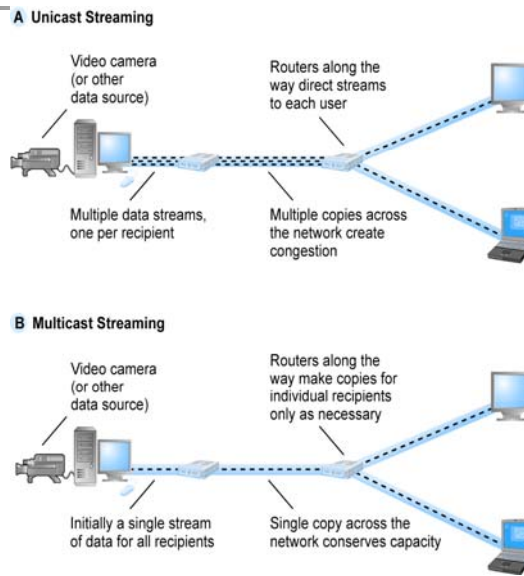 A Unicast Streaming
Video camera
(or other
data source)
Routers along the
way direct streams
to each user
Multiple data streams,
one per recipient
Multiple copies across
the network create
congestion
B Multicast Streaming
Video camera
(or other
data source)
Routers along the
way make copies for
individual recipients
only as necessary
Initially a single stream
of data for all recipients
Single copy across the
network conserves capacity